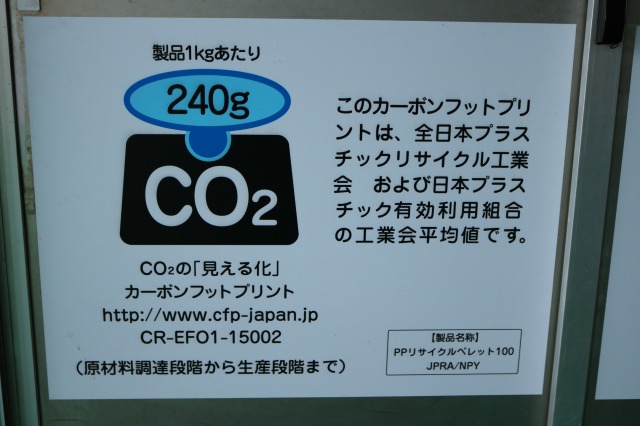 製品1kgあたり
240g
CO2
CO2の「見える化」
カーボンフットプリント
http://www.cfp-japan.jp
CR-EF01-15002
（原材料調達段階から生産段階まで）
このカーボンフットプリ
ントは、全日本プラス
チックリサイクル工業
会　および日本プラス
チック有効利用組合
の工業会平均値です。
【製品名称】
PPリサイクルペレット100
JPRA/NPY